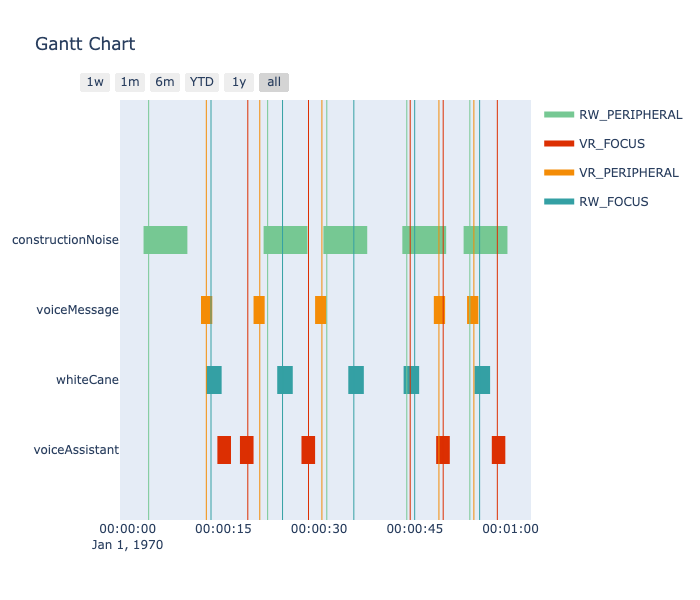 Gantt Chart
1w 1m 6m YTD 1y all
RW_PERIPHERAL
VR_FOCUS
VR_PERIPHERAL
RW_FOCUS
constructionNoise
voiceMessage
whiteCane
voiceAssistant
00:00:00 00:00:15 00:00:30 00:00:45 00:01:00
Jan 1, 1970